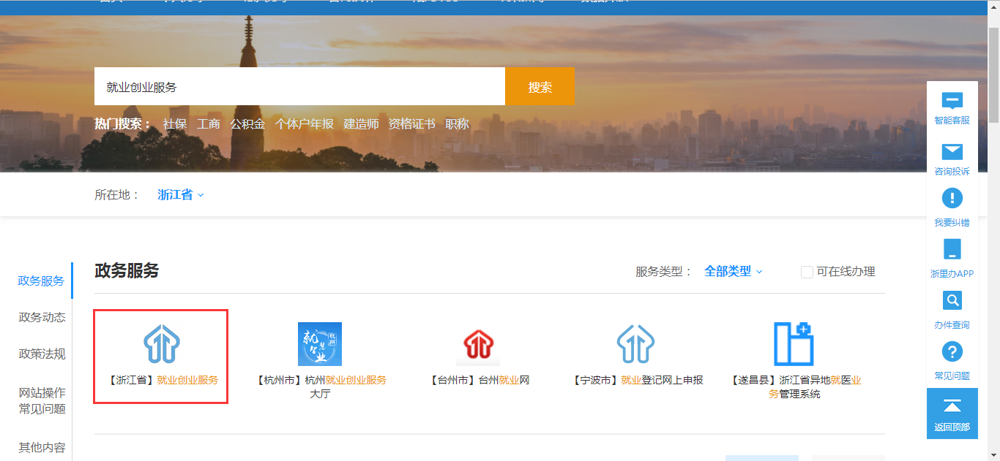 就业创业服务
搜索
热门搜索： 社保 工商 公积金 个体户年报 建造师 资格证书 职称
所在地： 浙江省
政务服务
政务动态
政策法规
网站操作
常见问题
其他内容
政务服务
服务类型： 全部类型 可在线办理
【浙江省】就业创业服务
【杭州市】杭州就业创业服务
大厅
【台州市】台州就业网
【宁波市】就业登记网上申报
【遂昌县】浙江省异地就医业
务管理系统
智能客服
咨询投诉
我要纠错
浙里办APP
办件查询
常见问题
返回顶部